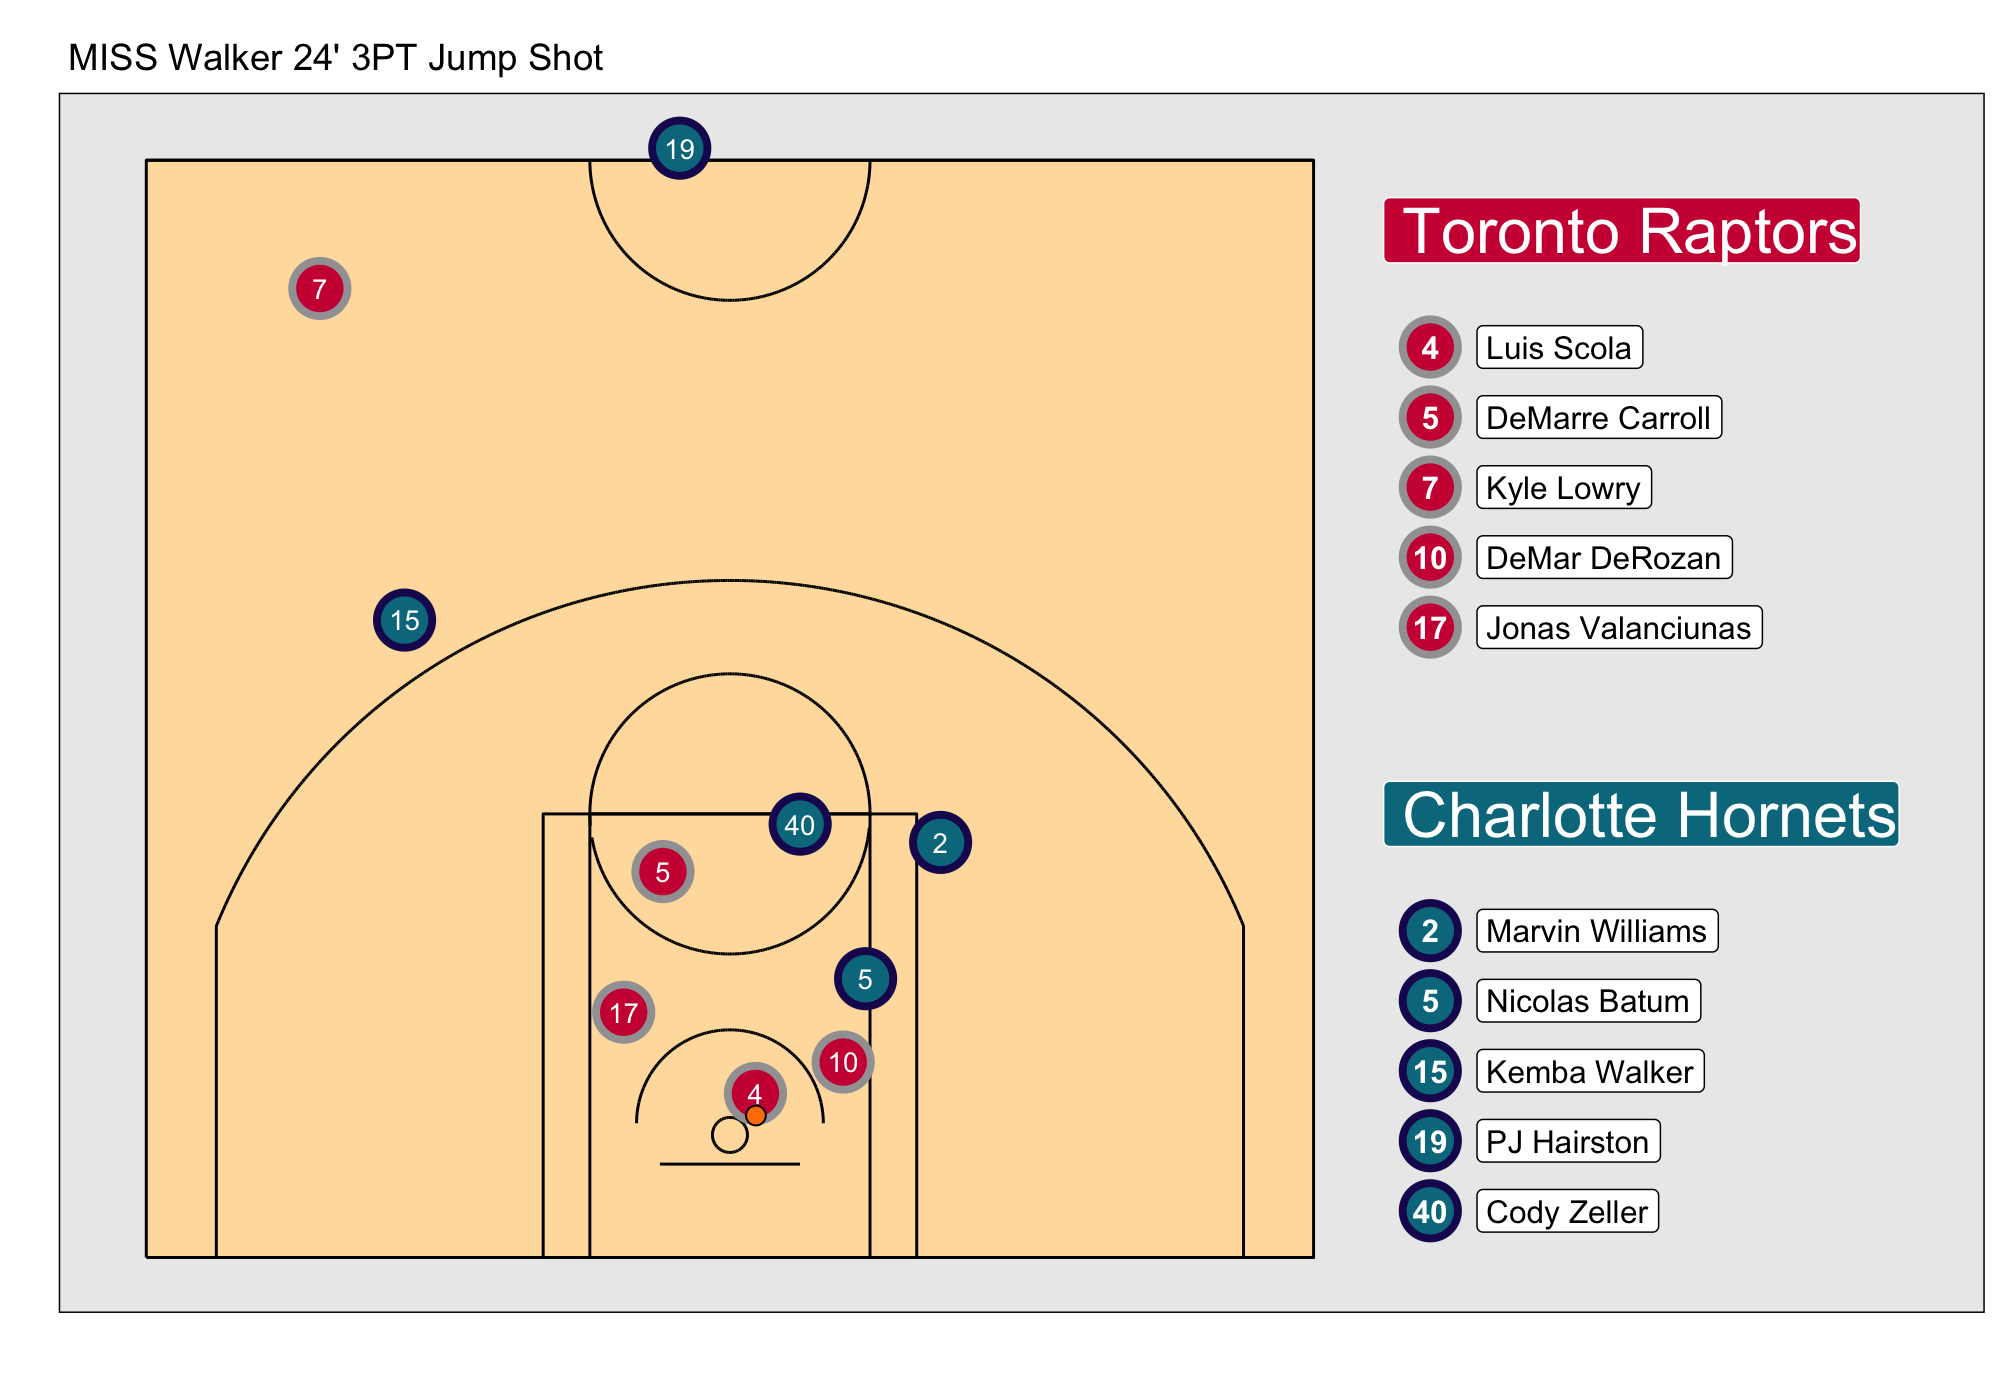 MISS Walker 24' 3PT Jump Shot
19
7
15
40
2
5
5
17
10
4
Toronto Raptors
4 Luis Scola
5 DeMarre Carroll
7 Kyle Lowry
10 DeMar DeRozan
17 Jonas Valanciunas
Charlotte Hornets
2 Marvin Williams
5 Nicolas Batum
15 Kemba Walker
19 PJ Hairston
40 Cody Zeller